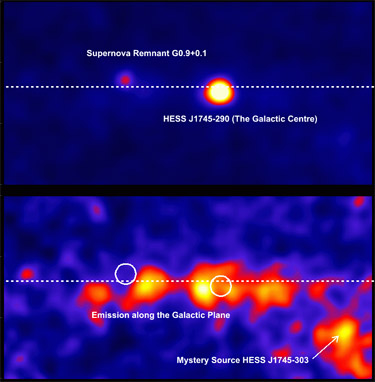 Supernova Remnant G0.9+0.1
HESS J1745-290 (The Galactic Centre)
Emission along the Galactic Plane
Mystery Source HESS J1745-303